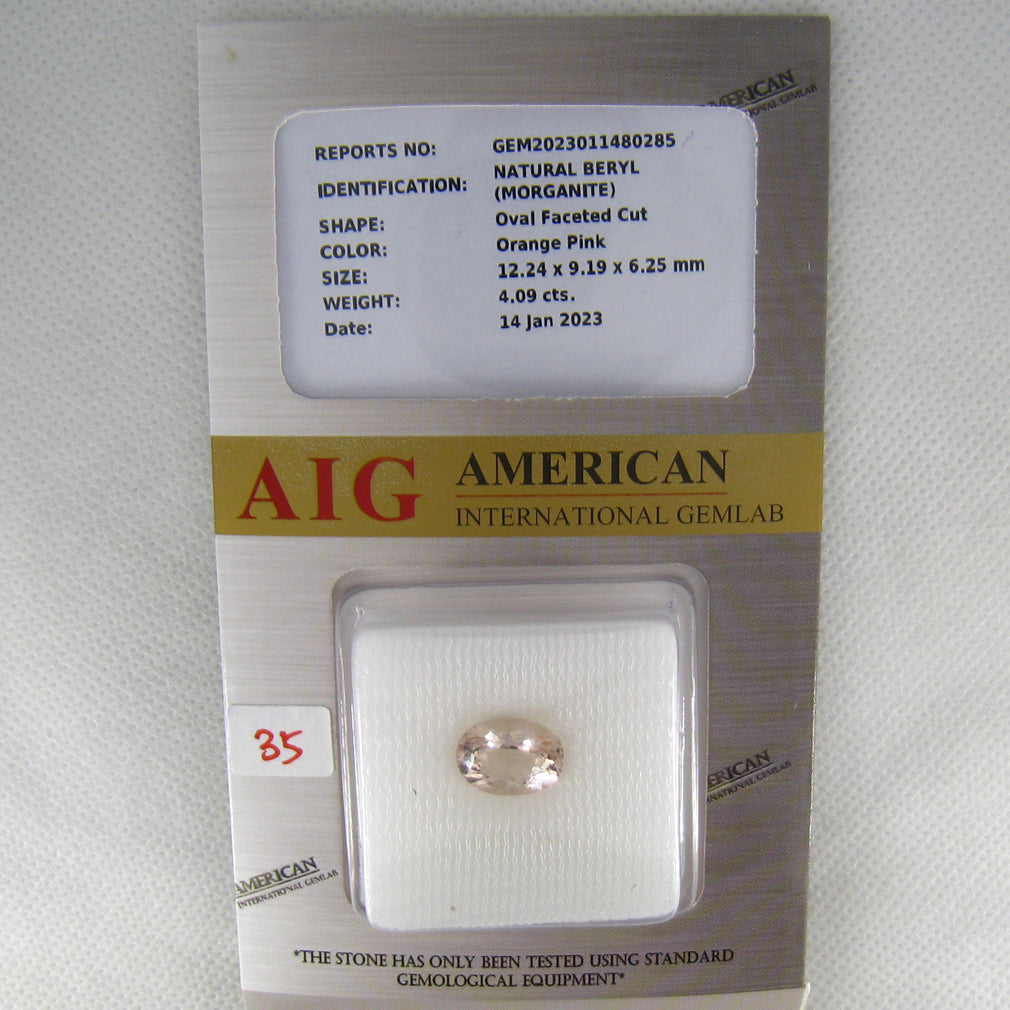 AMERICAN
REPORTS NO: GEM2023011480285
IDENTIFICATION: NATURAL BERYL
(MORGANITE)
SHAPE: Oval Faceted Cut
COLOR: Orange Pink
SIZE: 12.24 x 9.19 x 6.25 mm
WEIGHT: 4.09 cts.
Date: 14 Jan 2023
AIG AMERICAN
INTERNATIONAL GEMLAB
35
AMERICAN
INTERNATIONAL GEMLAB
*THE STONE HAS ONLY BEEN TESTED USING STANDARD
GEMOLOGICAL EQUIPMENT*